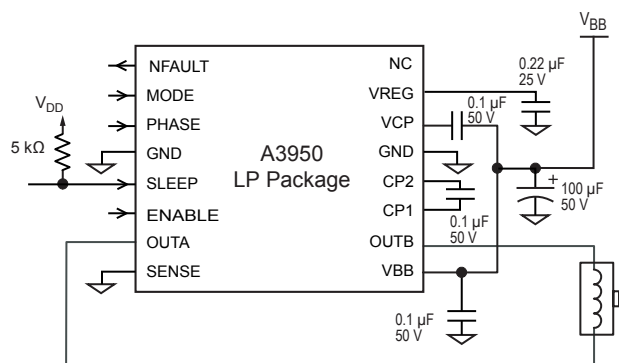 V_BB
NFAULT
MODE
PHASE
GND
SLEEP
ENABLE
OUTA
SENSE
V_DD
5 kΩ
A3950
LP Package
NC
VREG
VCP
GND
CP2
CP1
OUTB
VBB
0.22 µF
25 V
0.1 µF
50 V
+
100 µF
50 V
0.1 µF
50 V
0.1 µF
50 V